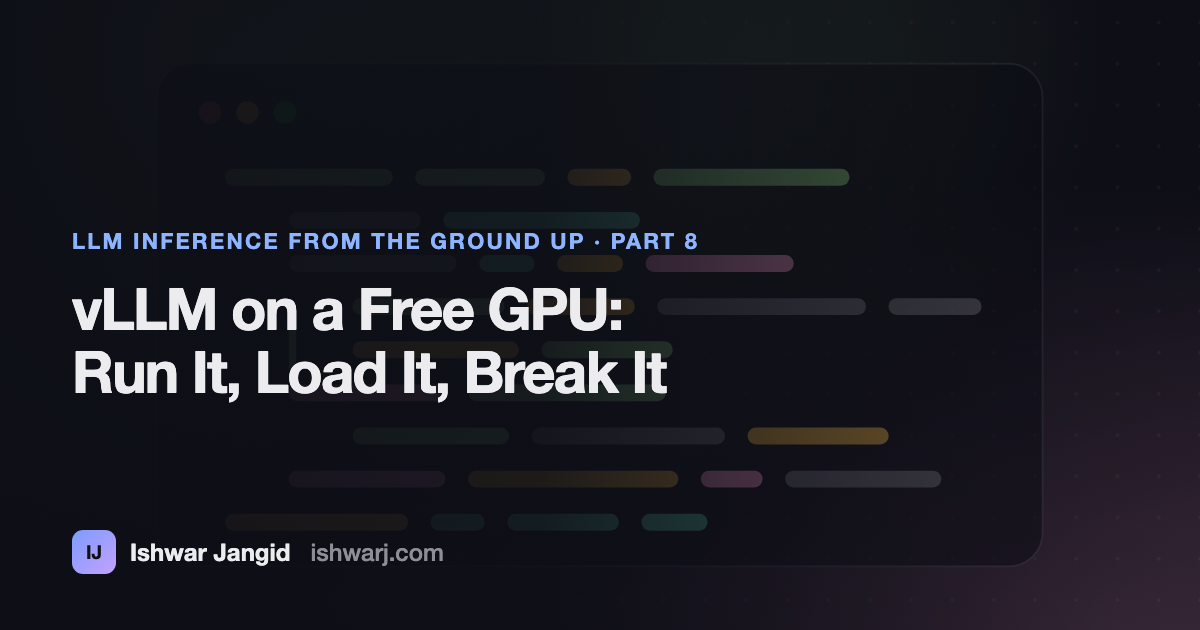 LLM INFERENCE FROM THE GROUND UP · PART 8
vLLM on a Free GPU:
Run It, Load It, Break It
IJ Ishwar Jangid ishwarj.com